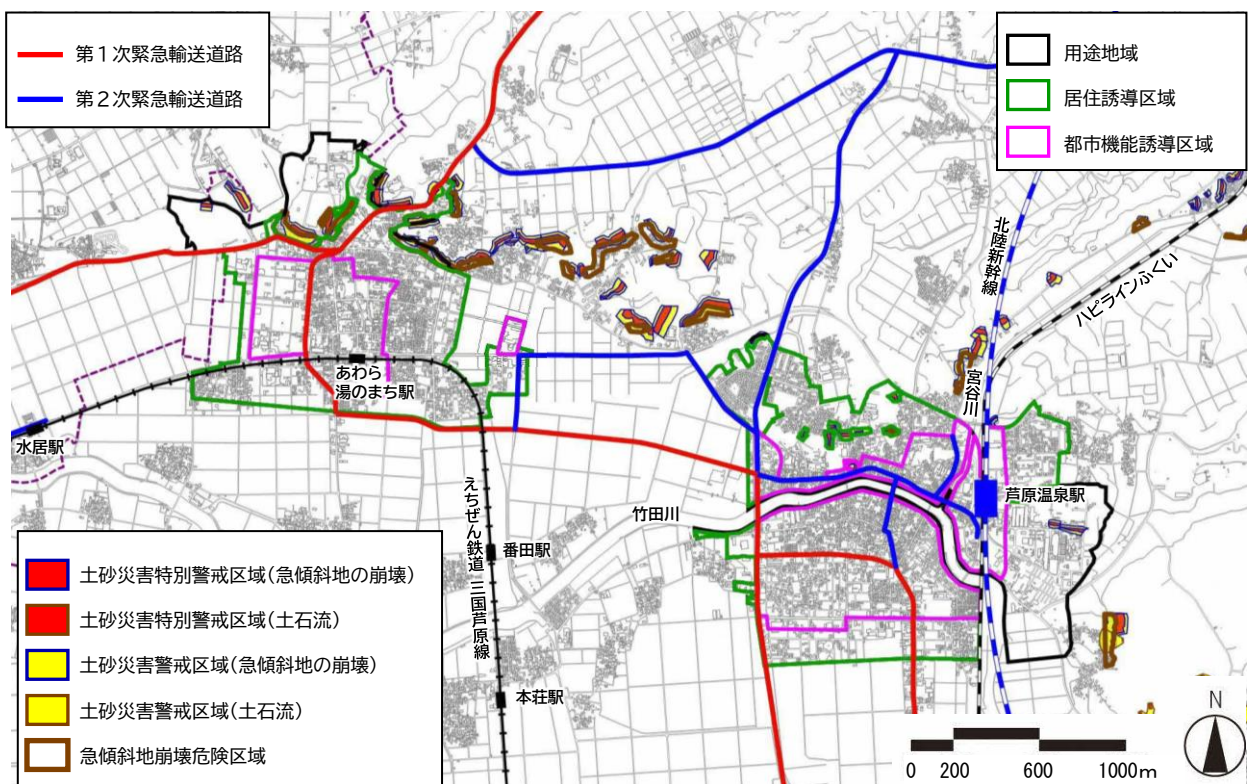 第1次緊急輸送道路
第2次緊急輸送道路
用途地域
居住誘導区域
都市機能誘導区域
北陸新幹線
ハピラインふくい
宮谷川
あわら
湯のまち駅
水居駅
芦原温泉駅
竹田川
えちぜん鉄道 三国芦原線
番田駅
本荘駅
土砂災害特別警戒区域(急傾斜地の崩壊)
土砂災害特別警戒区域(土石流)
土砂災害警戒区域(急傾斜地の崩壊)
土砂災害警戒区域(土石流)
急傾斜地崩壊危険区域
N
0 200 600 1000m